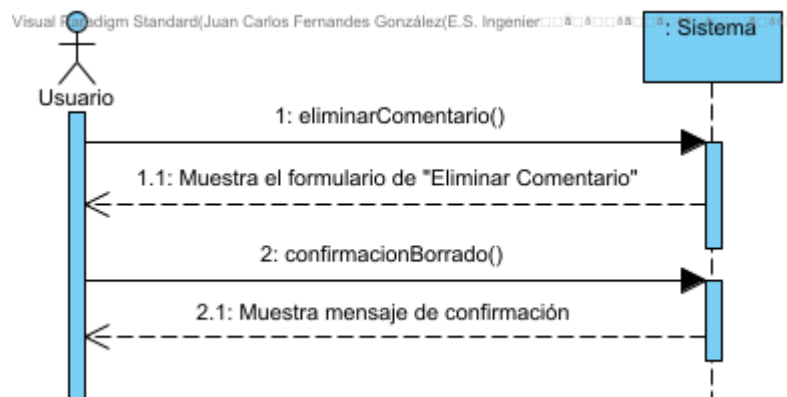 Visual Paradigm Standard(Juan Carlos Fernandes González(E.S. Ingenier
: Sistema
Usuario
1: eliminarComentario()
1.1: Muestra el formulario de "Eliminar Comentario"
2: confirmacionBorrado()
2.1: Muestra mensaje de confirmación